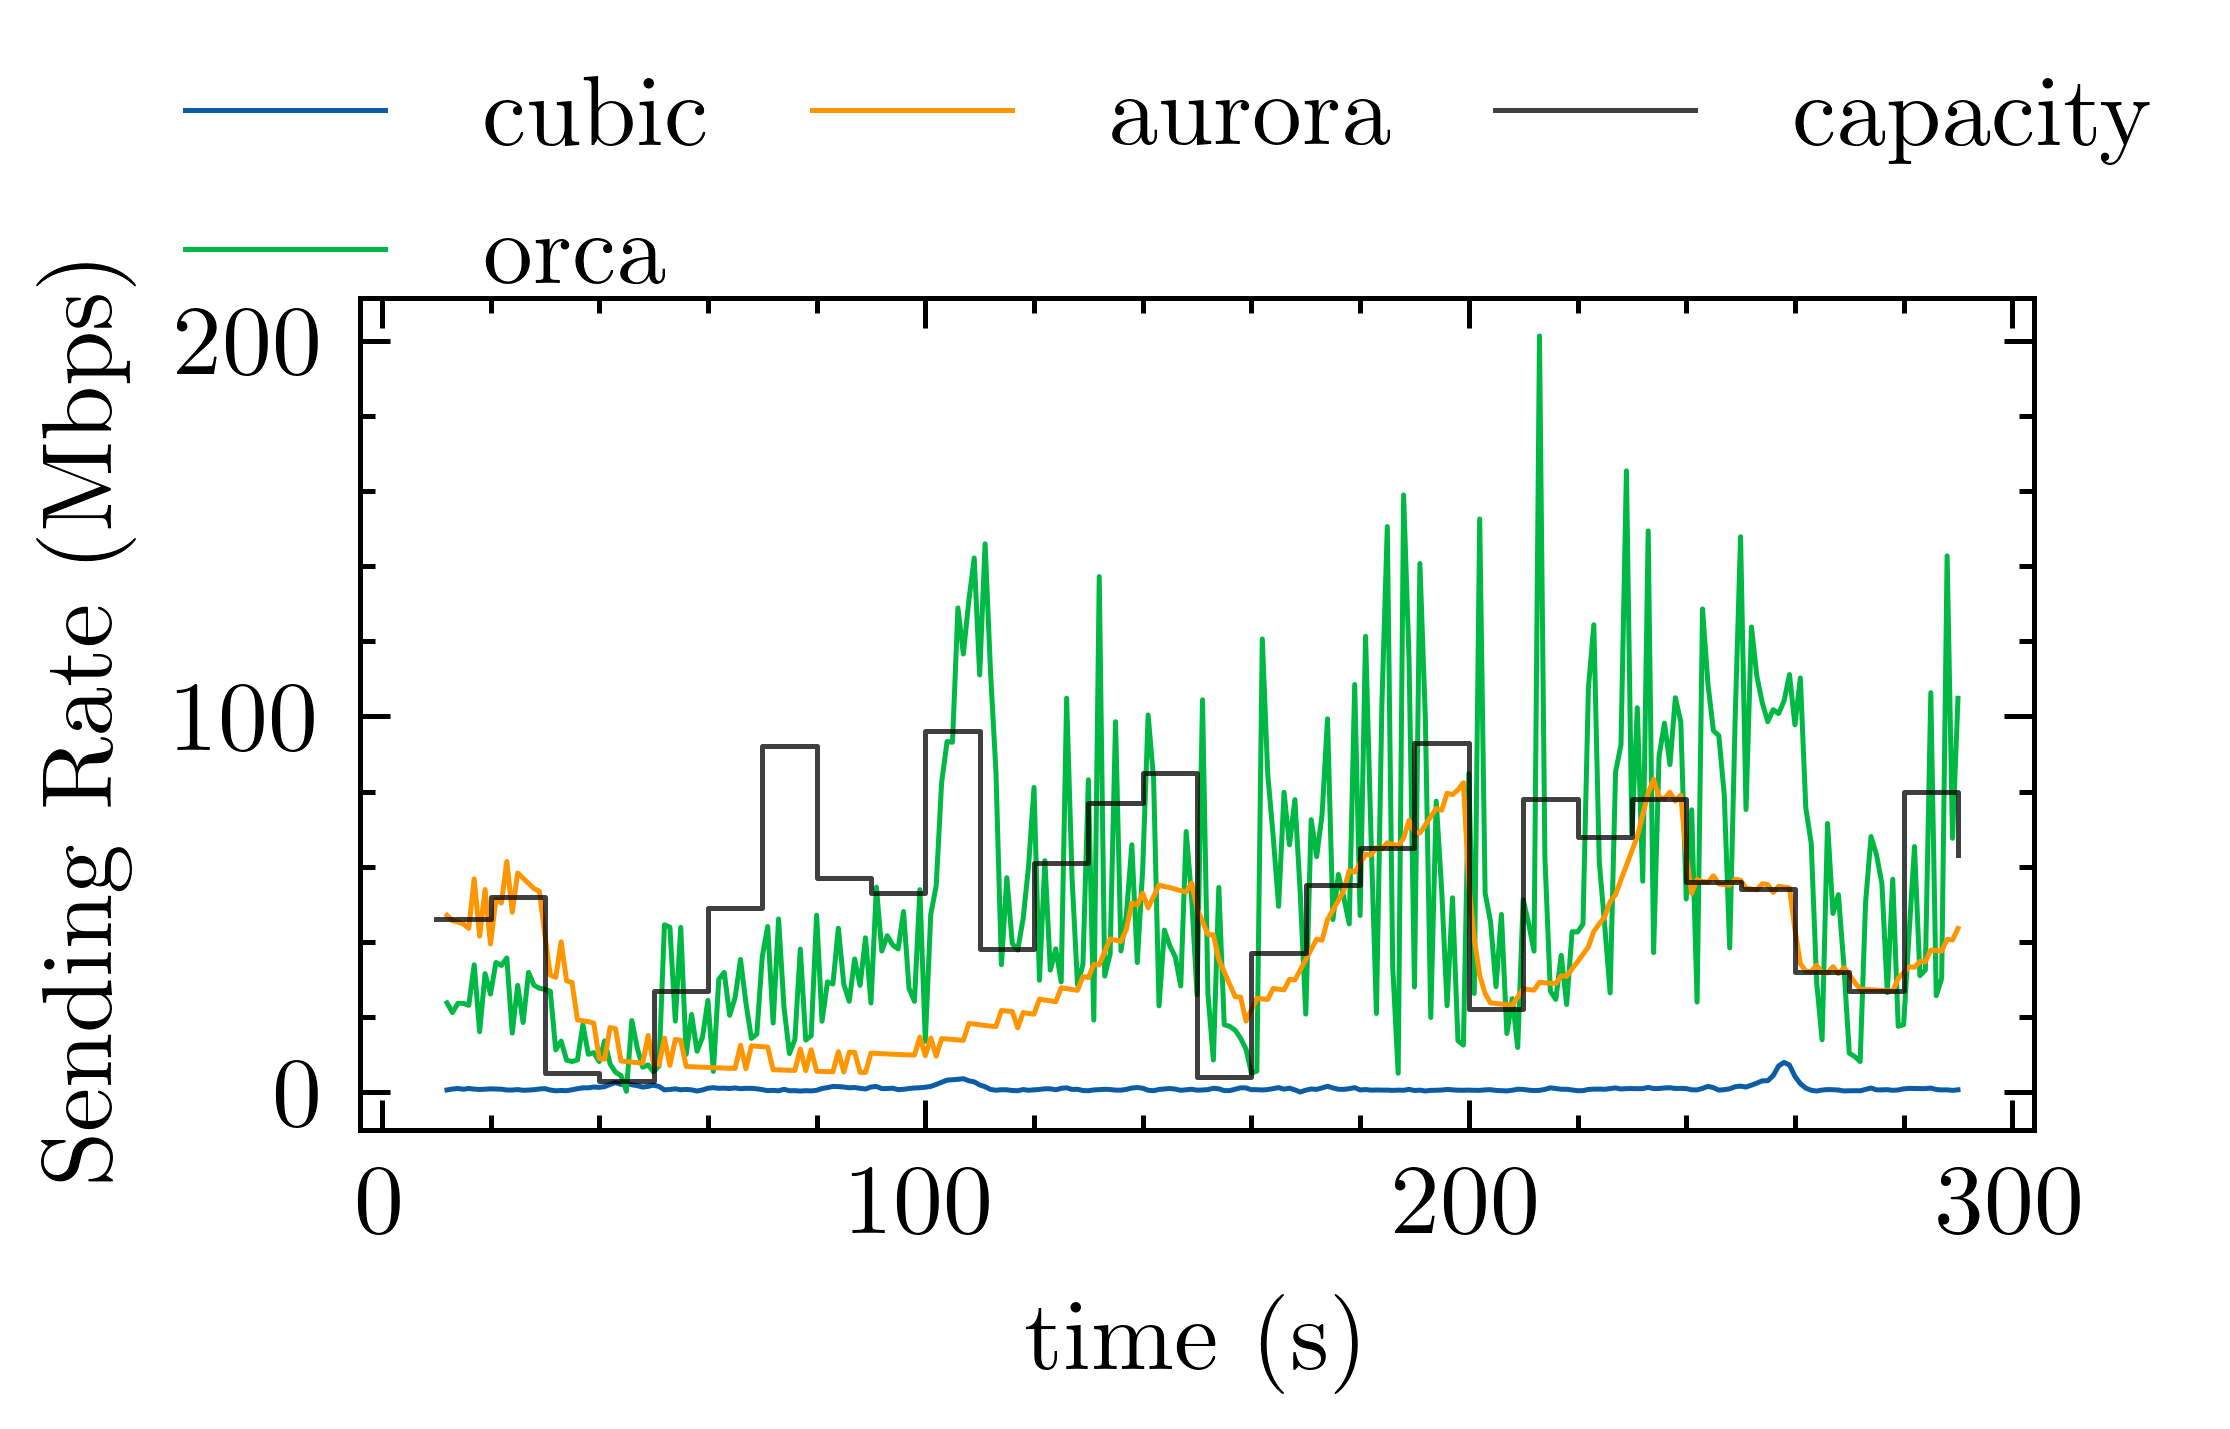 cubic aurora capacity
orca
Sending Rate (Mbps)
200
100
0
0 100 200 300
time (s)